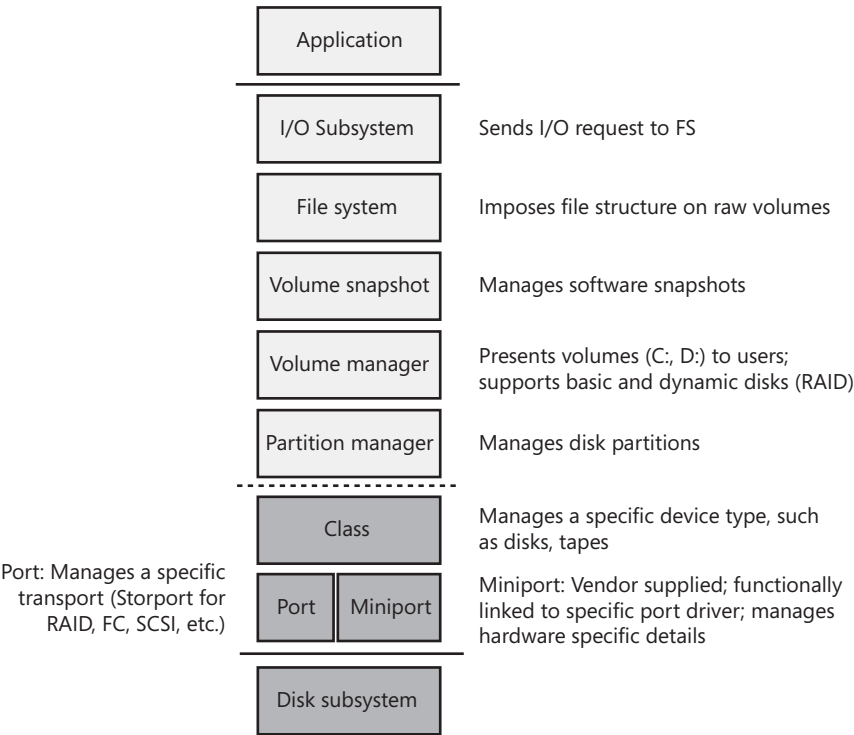 Application
I/O Subsystem
Sends I/O request to FS
File system
Imposes file structure on raw volumes
Volume snapshot
Manages software snapshots
Volume manager
Presents volumes (C:, D:) to users;
supports basic and dynamic disks (RAID)
Partition manager
Manages disk partitions
Class
Manages a specific device type, such
as disks, tapes
Port: Manages a specific
transport (Storport for
RAID, FC, SCSI, etc.)
Port
Miniport
Miniport: Vendor supplied; functionally
linked to specific port driver; manages
hardware specific details
Disk subsystem